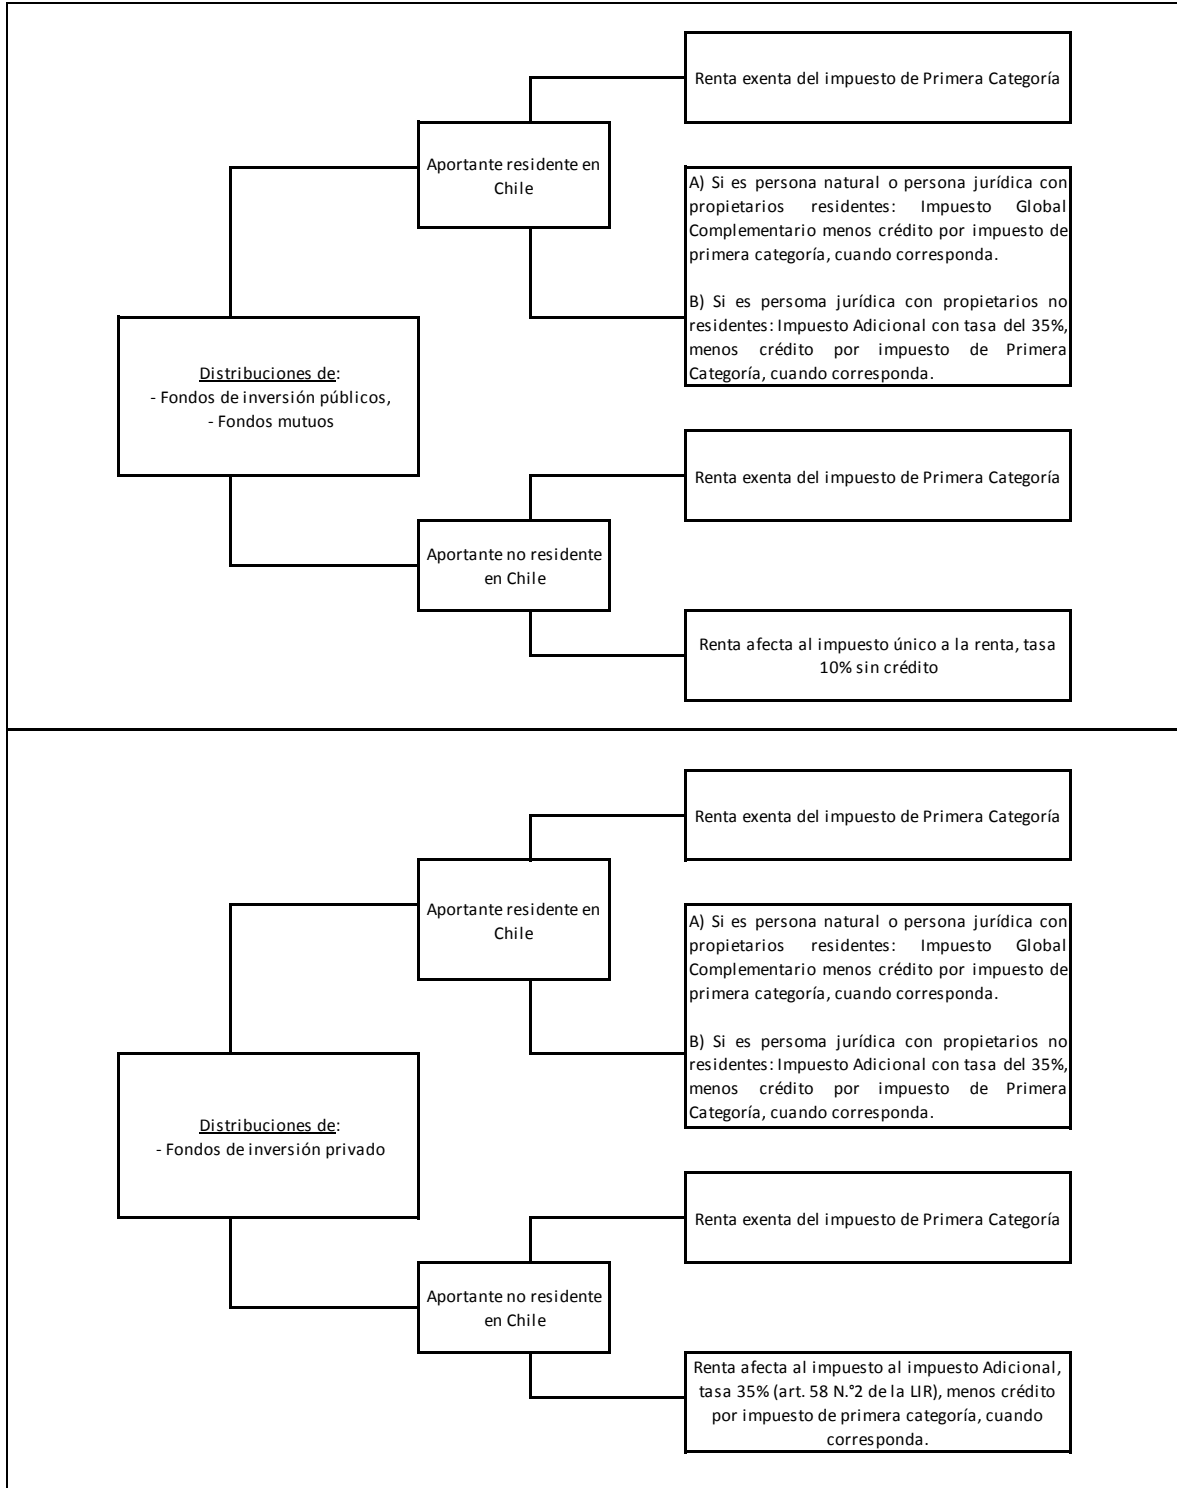 Renta exenta del impuesto de Primera Categoría
Aportante residente en
Chile
A) Si es persona natural o persona jurídica con
propietarios residentes: Impuesto Global
Complementario menos crédito por impuesto de
primera categoría, cuando corresponda.
B) Si es persoma jurídica con propietarios no
residentes: Impuesto Adicional con tasa del 35%,
menos crédito por impuesto de Primera
Categoría, cuando corresponda.
Distribuciones de:
- Fondos de inversión públicos,
- Fondos mutuos
Renta exenta del impuesto de Primera Categoría
Aportante no residente
en Chile
Renta afecta al impuesto único a la renta, tasa
10% sin crédito
Renta exenta del impuesto de Primera Categoría
Aportante residente en
Chile
A) Si es persona natural o persona jurídica con
propietarios residentes: Impuesto Global
Complementario menos crédito por impuesto de
primera categoría, cuando corresponda.
B) Si es persoma jurídica con propietarios no
residentes: Impuesto Adicional con tasa del 35%,
menos crédito por impuesto de Primera
Categoría, cuando corresponda.
Distribuciones de:
- Fondos de inversión privado
Renta exenta del impuesto de Primera Categoría
Aportante no residente
en Chile
Renta afecta al impuesto al impuesto Adicional,
tasa 35% (art. 58 N.°2 de la LIR), menos crédito
por impuesto de primera categoría, cuando
corresponda.